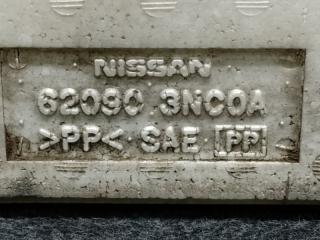 NISSAN
62090 3NC0A
>PP< SAE PP